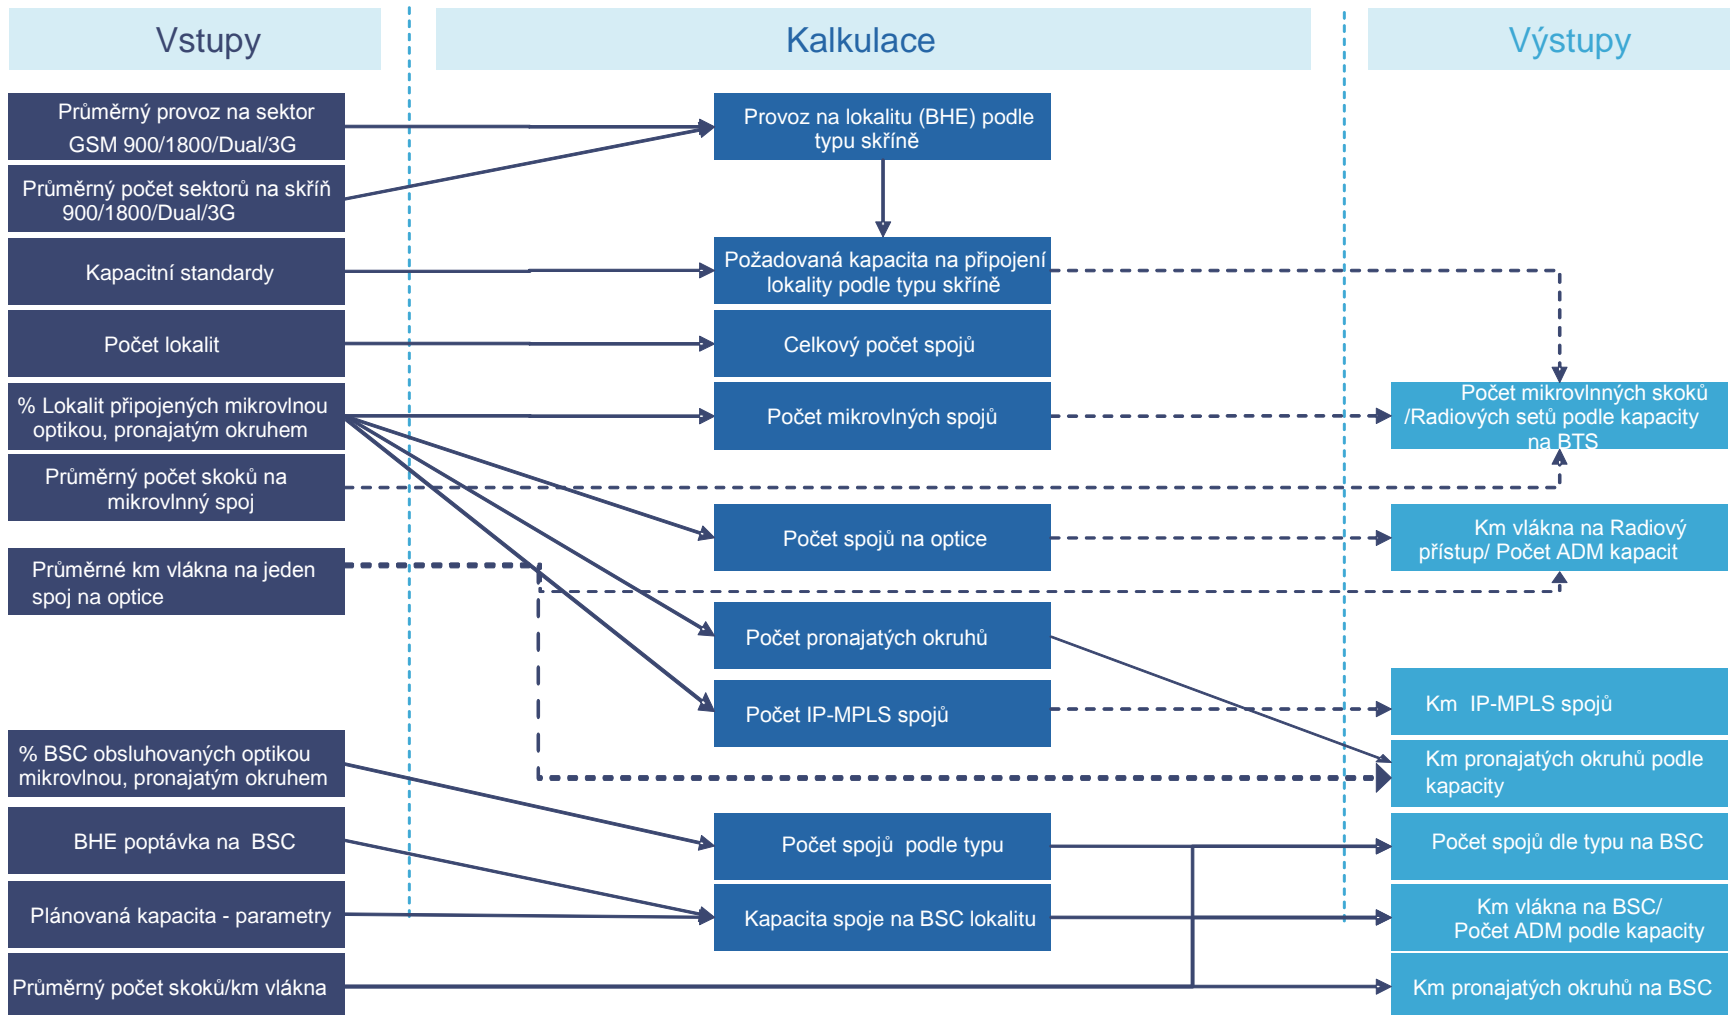 Vstupy
Kalkulace
Výstupy
Průměrný provoz na sektor
GSM 900/1800/Dual/3G
Průměrný počet sektorů na skříň
900/1800/Dual/3G
Kapacitní standardy
Počet lokalit
% Lokalit připojených mikrovlnou
optikou, pronajatým okruhem
Průměrný počet skoků na
mikrovlnný spoj
Průměrné km vlákna na jeden
spoj na optice
% BSC obsluhovaných optikou
mikrovlnou, pronajatým okruhem
BHE poptávka na BSC
Plánovaná kapacita - parametry
Průměrný počet skoků/km vlákna
Provoz na lokalitu (BHE) podle
typu skříně
Požadovaná kapacita na připojení
lokality podle typu skříně
Celkový počet spojů
Počet mikrovlných spojů
Počet spojů na optice
Počet pronajatých okruhů
Počet IP-MPLS spojů
Počet spojů podle typu
Kapacita spoje na BSC lokalitu
Počet mikrovlnných skoků
/Radiových setů podle kapacity
na BTS
Km vlákna na Radiový
přístup/ Počet ADM kapacit
Km IP-MPLS spojů
Km pronajatých okruhů podle
kapacity
Počet spojů dle typu na BSC
Km vlákna na BSC/
Počet ADM podle kapacity
Km pronajatých okruhů na BSC